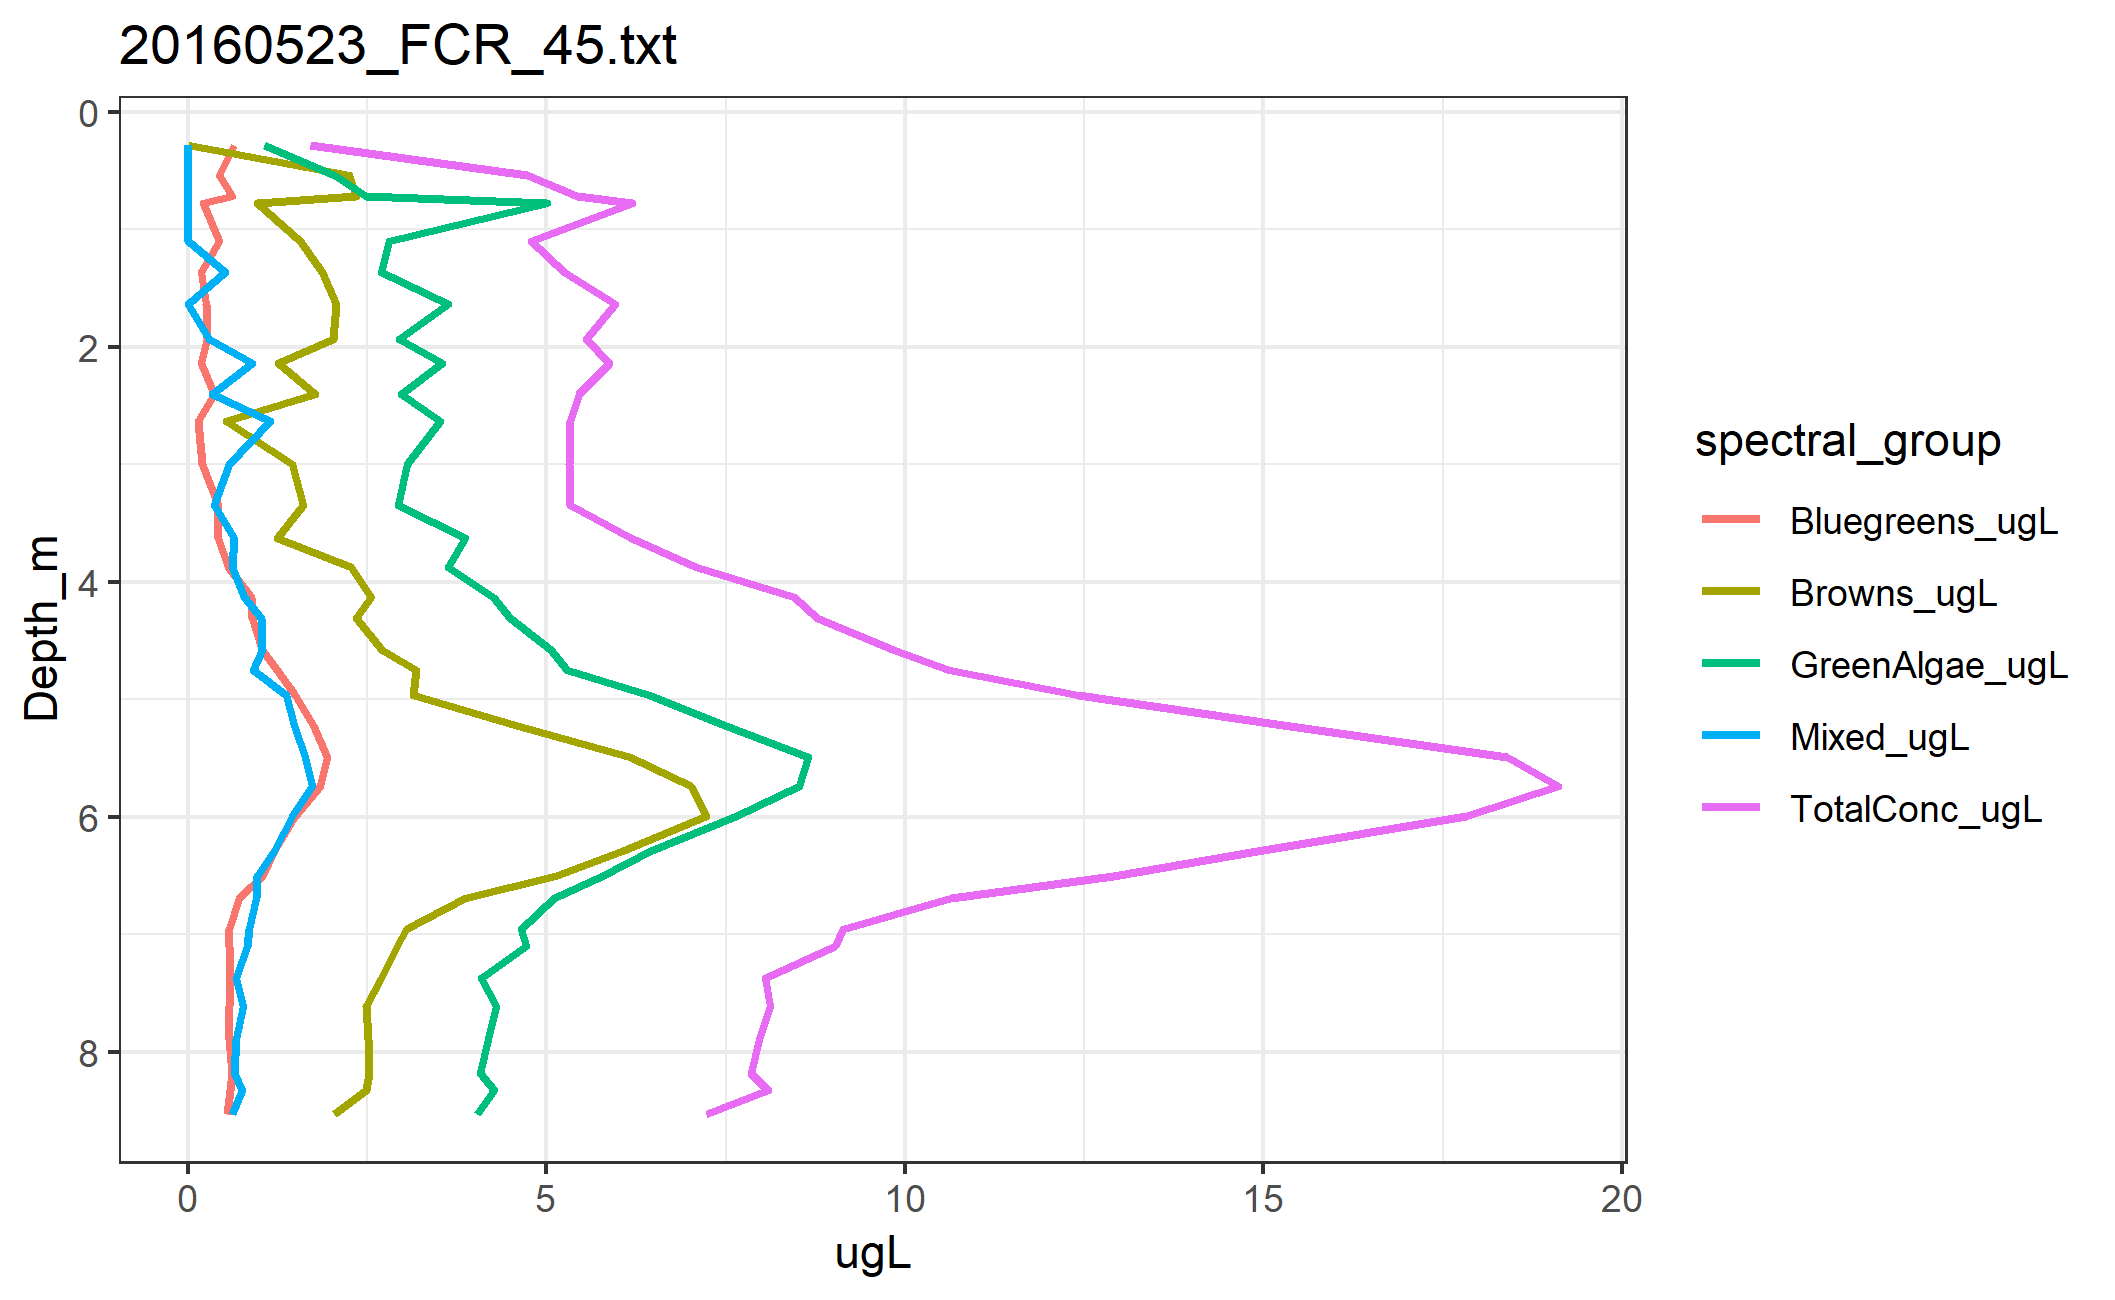 20160523_FCR_45.txt
0
2
4
6
8
Depth_m
0 5 10 15 20
ugL
spectral_group
Bluegreens_ugL
Browns_ugL
GreenAlgae_ugL
Mixed_ugL
TotalConc_ugL